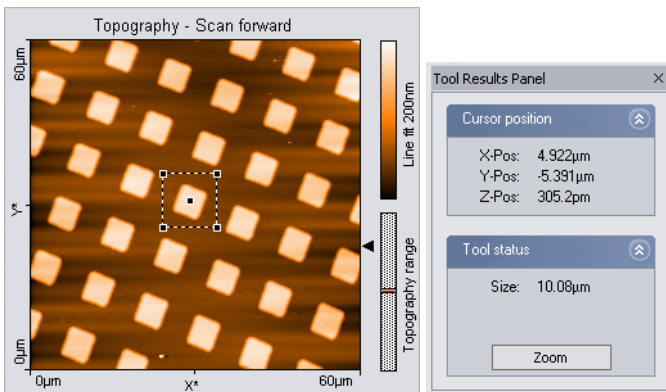 Topography - Scan forward
60µm
Y*
0µm
0µm
X*
60µm
Line fit 200nm
Topography range
Tool Results Panel
Cursor position
X-Pos: 4.922µm
Y-Pos: -5.391µm
Z-Pos: 305.2pm
Tool status
Size: 10.08µm
Zoom